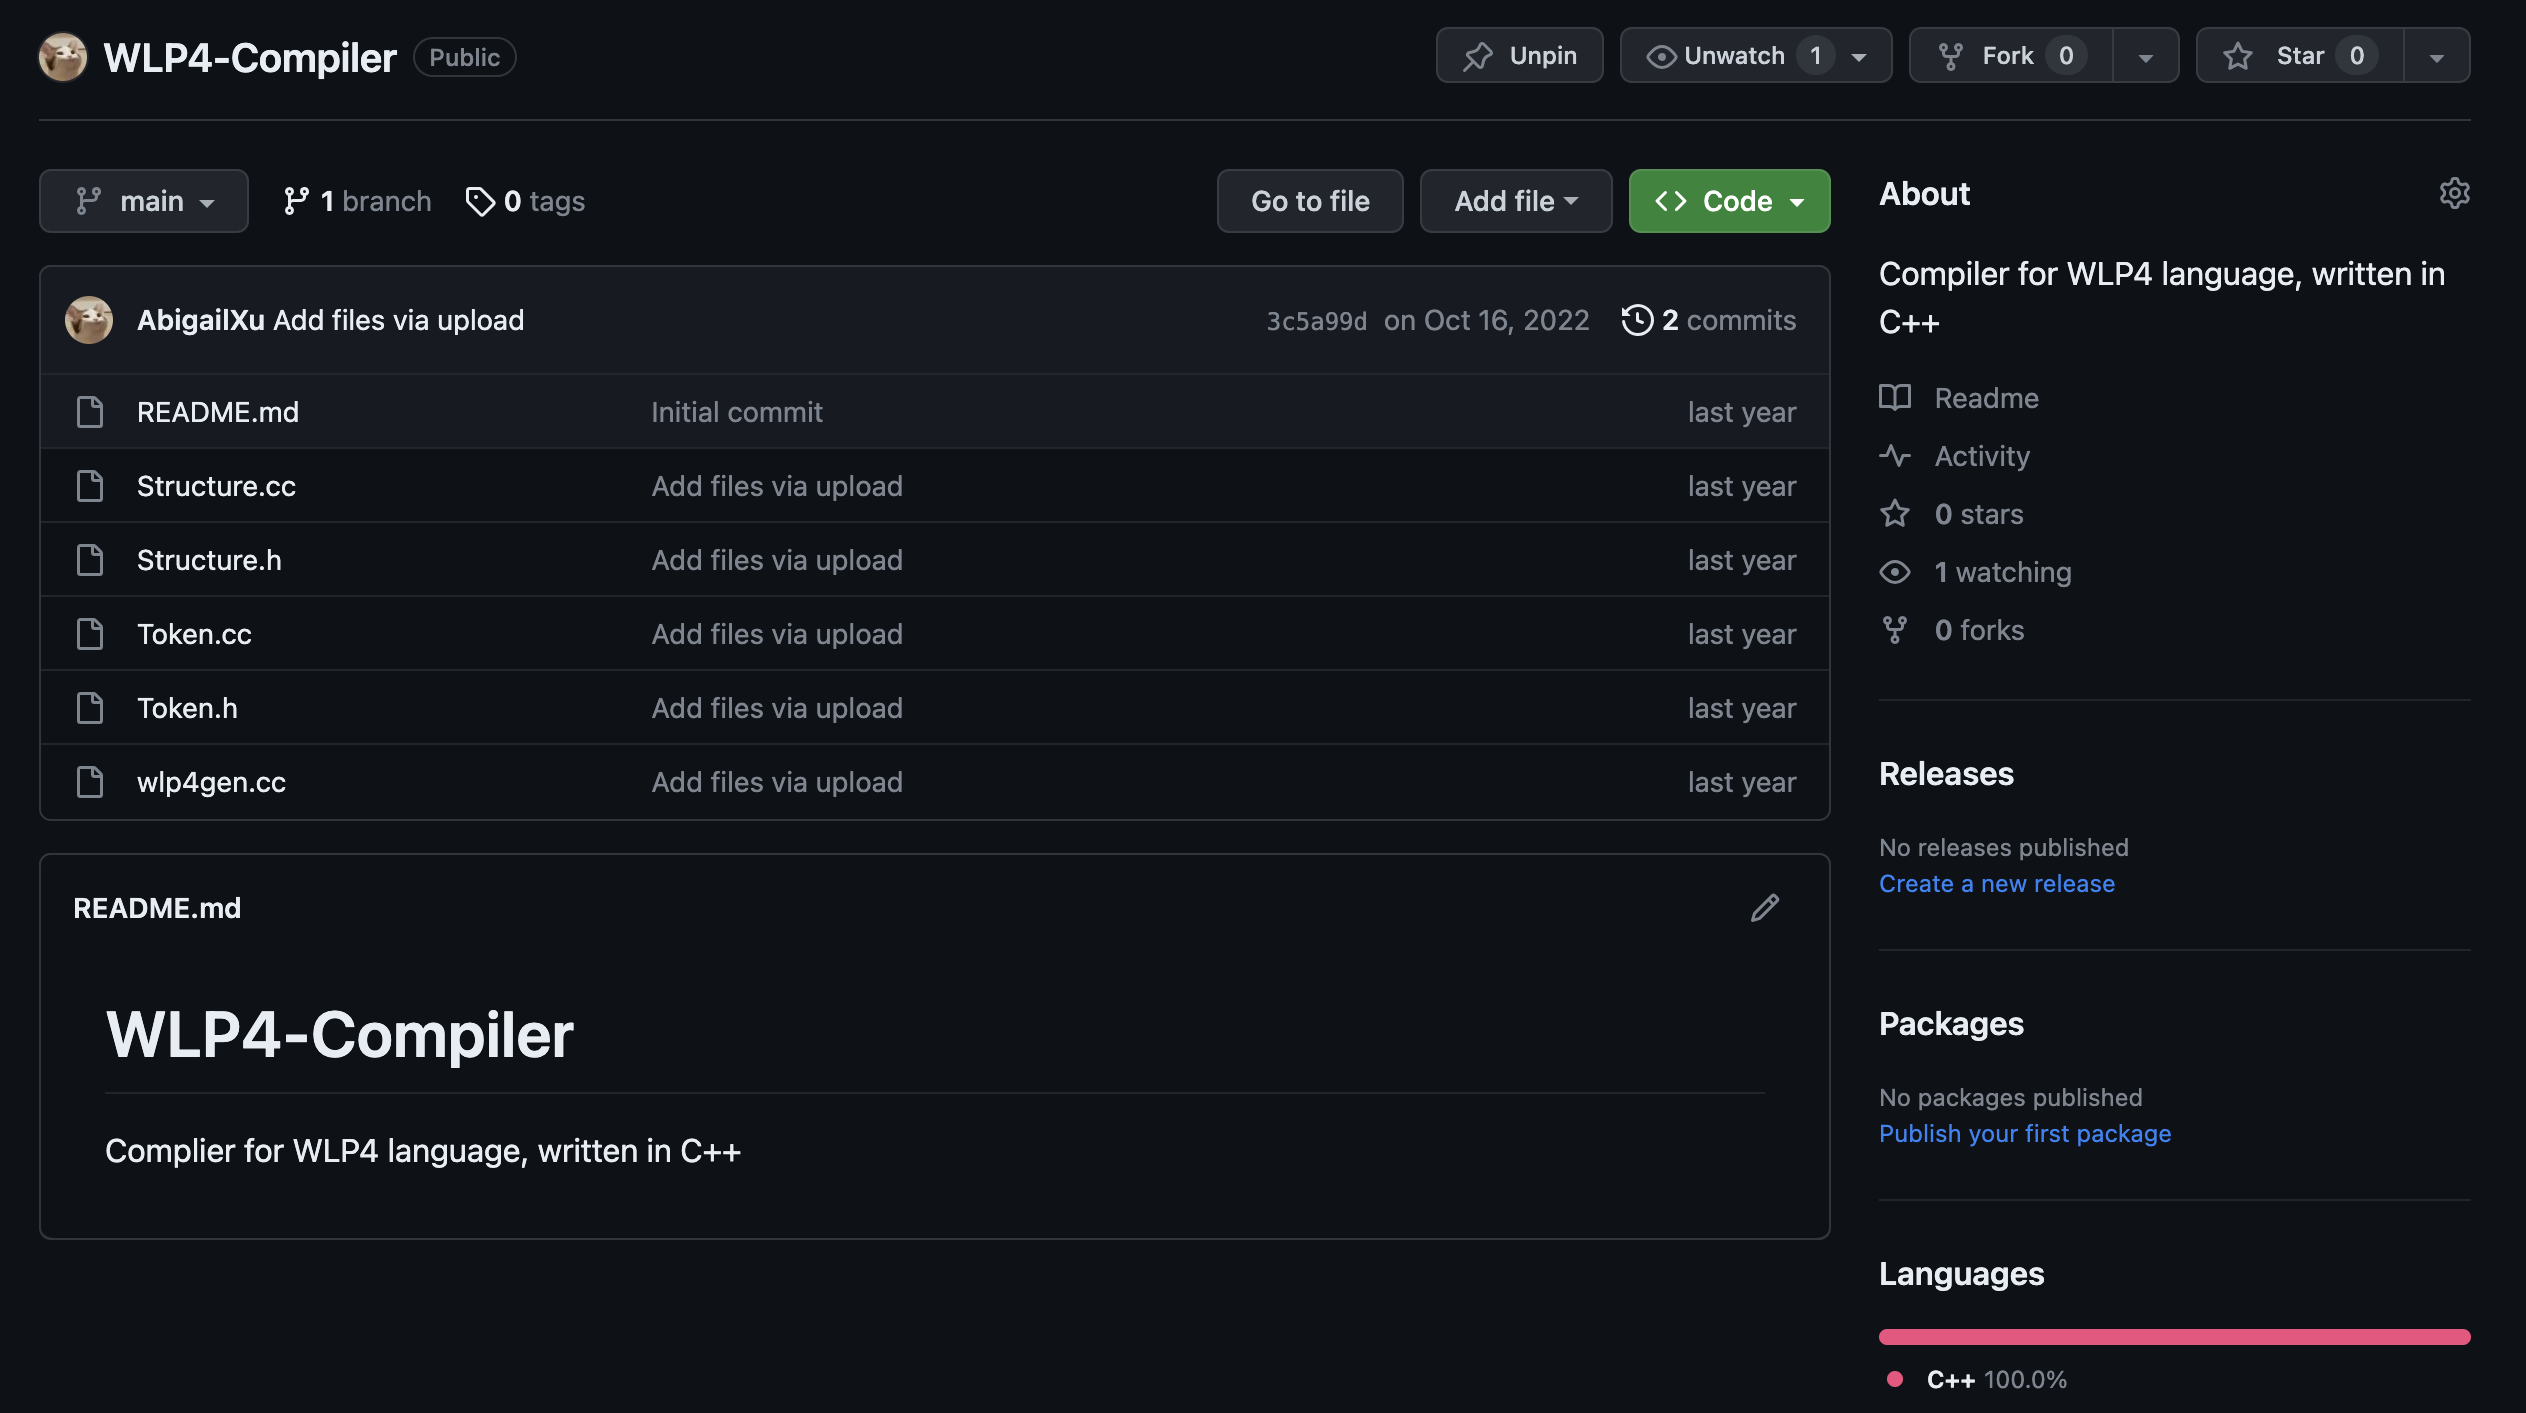 WLP4-Compiler Public
Unpin Unwatch 1 Fork 0 Star 0
main 1 branch 0 tags Go to file Add file <> Code
AbigailXu Add files via upload 3c5a99d on Oct 16, 2022 2 commits
README.md Initial commit last year
Structure.cc Add files via upload last year
Structure.h Add files via upload last year
Token.cc Add files via upload last year
Token.h Add files via upload last year
wlp4gen.cc Add files via upload last year
README.md
WLP4-Compiler
Complier for WLP4 language, written in C++
About
Compiler for WLP4 language, written in
C++
Readme
Activity
0 stars
1 watching
0 forks
Releases
No releases published
Create a new release
Packages
No packages published
Publish your first package
Languages
C++ 100.0%